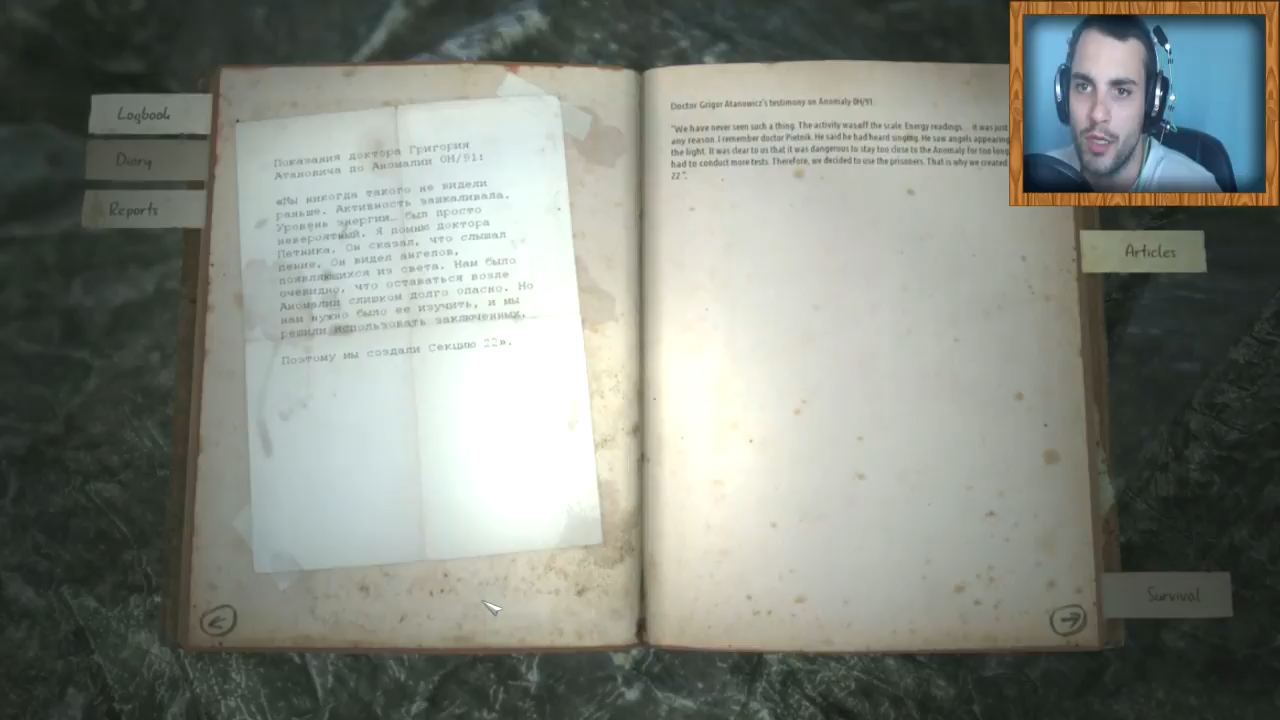 Logbook
Diary
Reports
Показания доктора Григория
Атановича по Аномалии ОН/91:
«Мы никогда такого не видели
раньше. Активность зашкаливала.
Уровень энергии… был просто
невероятный. Я помню доктора
Петника. Он сказал, что слышал
пение. Он видел ангелов,
появляющихся из света. Нам было
очевидно, что оставаться возле
Аномалии слишком долго опасно. Но
нам нужно было ее изучить, и мы
решили использовать заключенных.
Поэтому мы создали Секцию 22».
Doctor Grigor Atanowicz's testimony on Anomaly OH/91
"We have never seen such a thing. The activity was off the scale. Energy readings... it was just
any reason. I remember doctor Pietnik. He said he had heard singing. He saw angels appearing
the light. It was clear to us that it was dangerous to stay too close to the Anomaly for too long
had to conduct more tests. Therefore, we decided to use the prisoners. That is why we created
22".
Articles
Survival